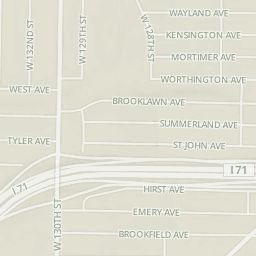 WAYLAND AVE
KENSINGTON AVE
MORTIMER AVE
WORTHINGTON AVE
W 132ND ST
W 129TH ST
W 128TH ST
WEST AVE
BROOKLAWN AVE
SUMMERLAND AVE
TYLER AVE
ST JOHN AVE
I 71
I 71
HIRST AVE
EMERY AVE
W 130TH ST
BROOKFIELD AVE